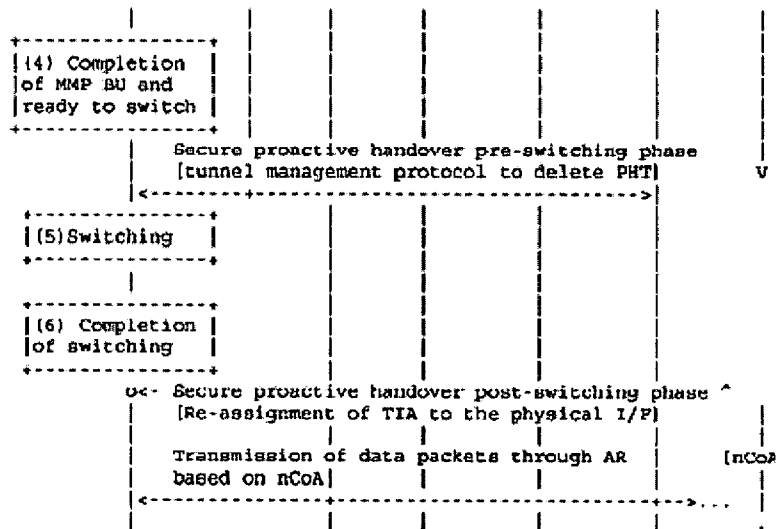 (4) Completion
of MMP BU and
ready to switch
Secure proactive handover pre-switching phase
[tunnel management protocol to delete PHT]
V
(5)Switching
(6) Completion
of switching
o<- Secure proactive handover post-switching phase ^
[Re-assignment of TIA to the physical I/F]
Transmission of data packets through AR [nCoA
based on nCoA|